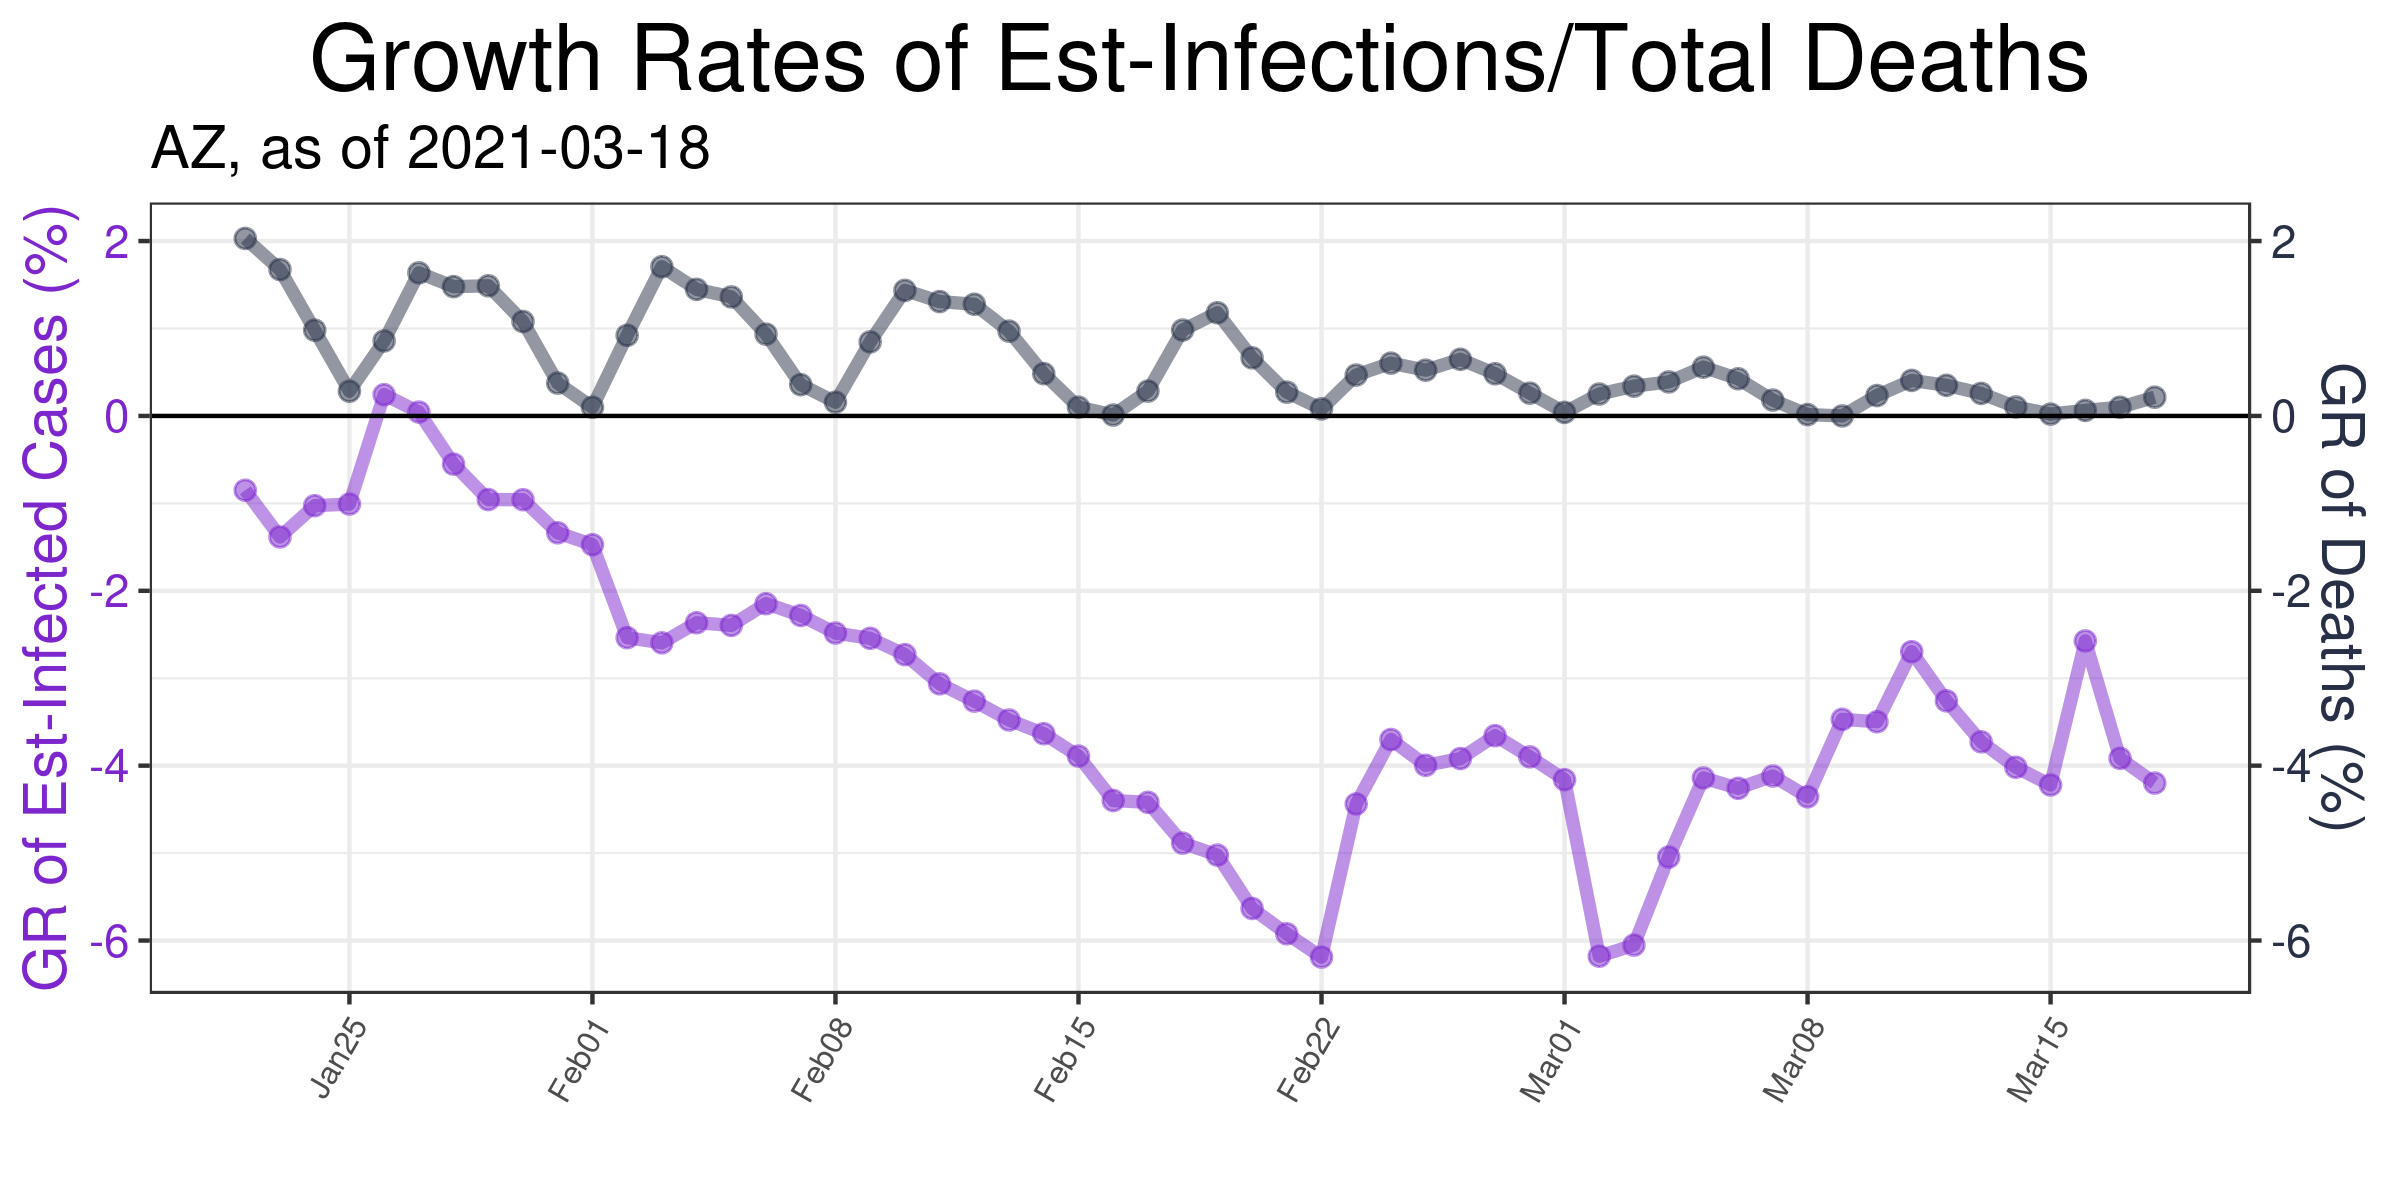 Growth Rates of Est-Infections/Total Deaths
AZ, as of 2021-03-18
GR of Est-Infected Cases (%)
2
0
-2
-4
-6
2
0
-2
-4
-6
GR of Deaths (%)
Jan25
Feb01
Feb08
Feb15
Feb22
Mar01
Mar08
Mar15